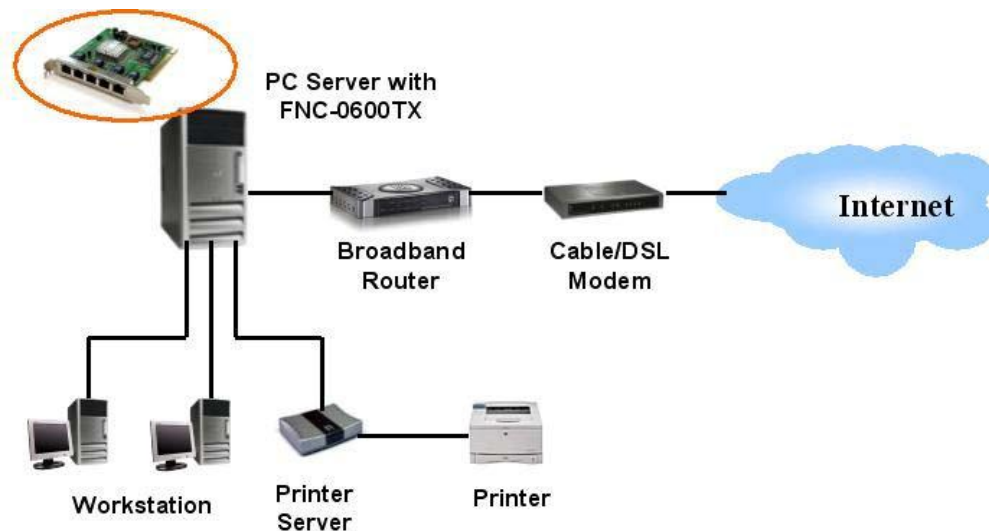 PC Server with
FNC-0600TX
Internet
Broadband
Router
Cable/DSL
Modem
Workstation
Printer
Server
Printer